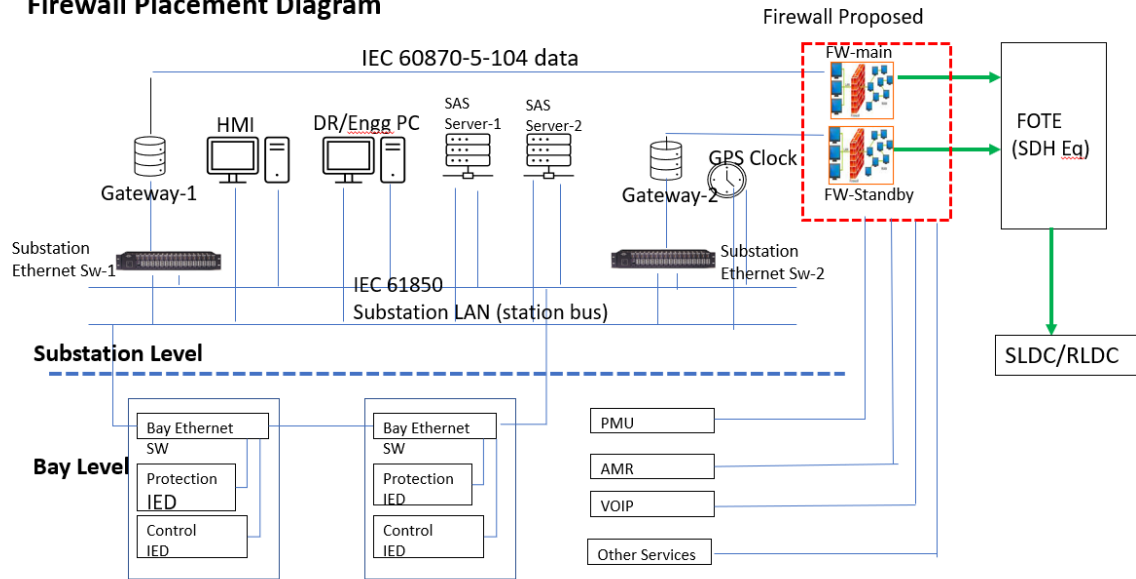 Firewall Placement Diagram
Firewall Proposed
IEC 60870-5-104 data
FW-main
HMI
DR/Engg PC
SAS
Server-1
SAS
Server-2
FOTE
(SDH Eq)
GPS Clock
Gateway-1
Gateway-2
FW-Standby
Substation
Ethernet Sw-1
Substation
Ethernet Sw-2
IEC 61850
Substation LAN (station bus)
Substation Level
SLDC/RLDC
Bay Level
Bay Ethernet
SW
Protection
IED
Control
IED
Bay Ethernet
SW
Protection
IED
Control
IED
PMU
AMR
VOIP
Other Services